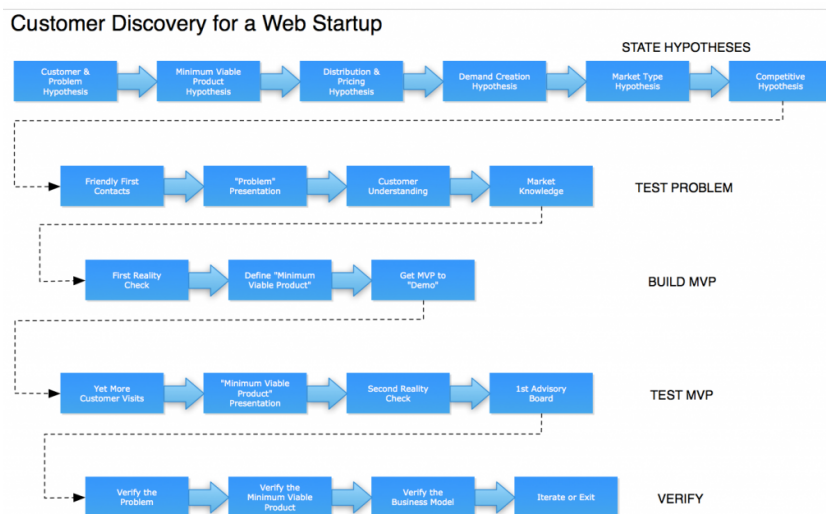 Customer Discovery for a Web Startup
STATE HYPOTHESES
Customer &
Problem
Hypothesis
Minimum Viable
Product
Hypothesis
Distribution &
Pricing
Hypothesis
Demand Creation
Hypothesis
Market Type
Hypothesis
Competitive
Hypothesis
Friendly First
Contacts
"Problem"
Presentation
Customer
Understanding
Market
Knowledge
TEST PROBLEM
First Reality
Check
Define "Minimum
Viable Product"
Get MVP to
"Demo"
BUILD MVP
Yet More
Customer Visits
"Minimum Viable
Product"
Presentation
Second Reality
Check
1st Advisory
Board
TEST MVP
Verify the
Problem
Verify the
Minimum Viable
Product
Verify the
Business Model
Iterate or Exit
VERIFY